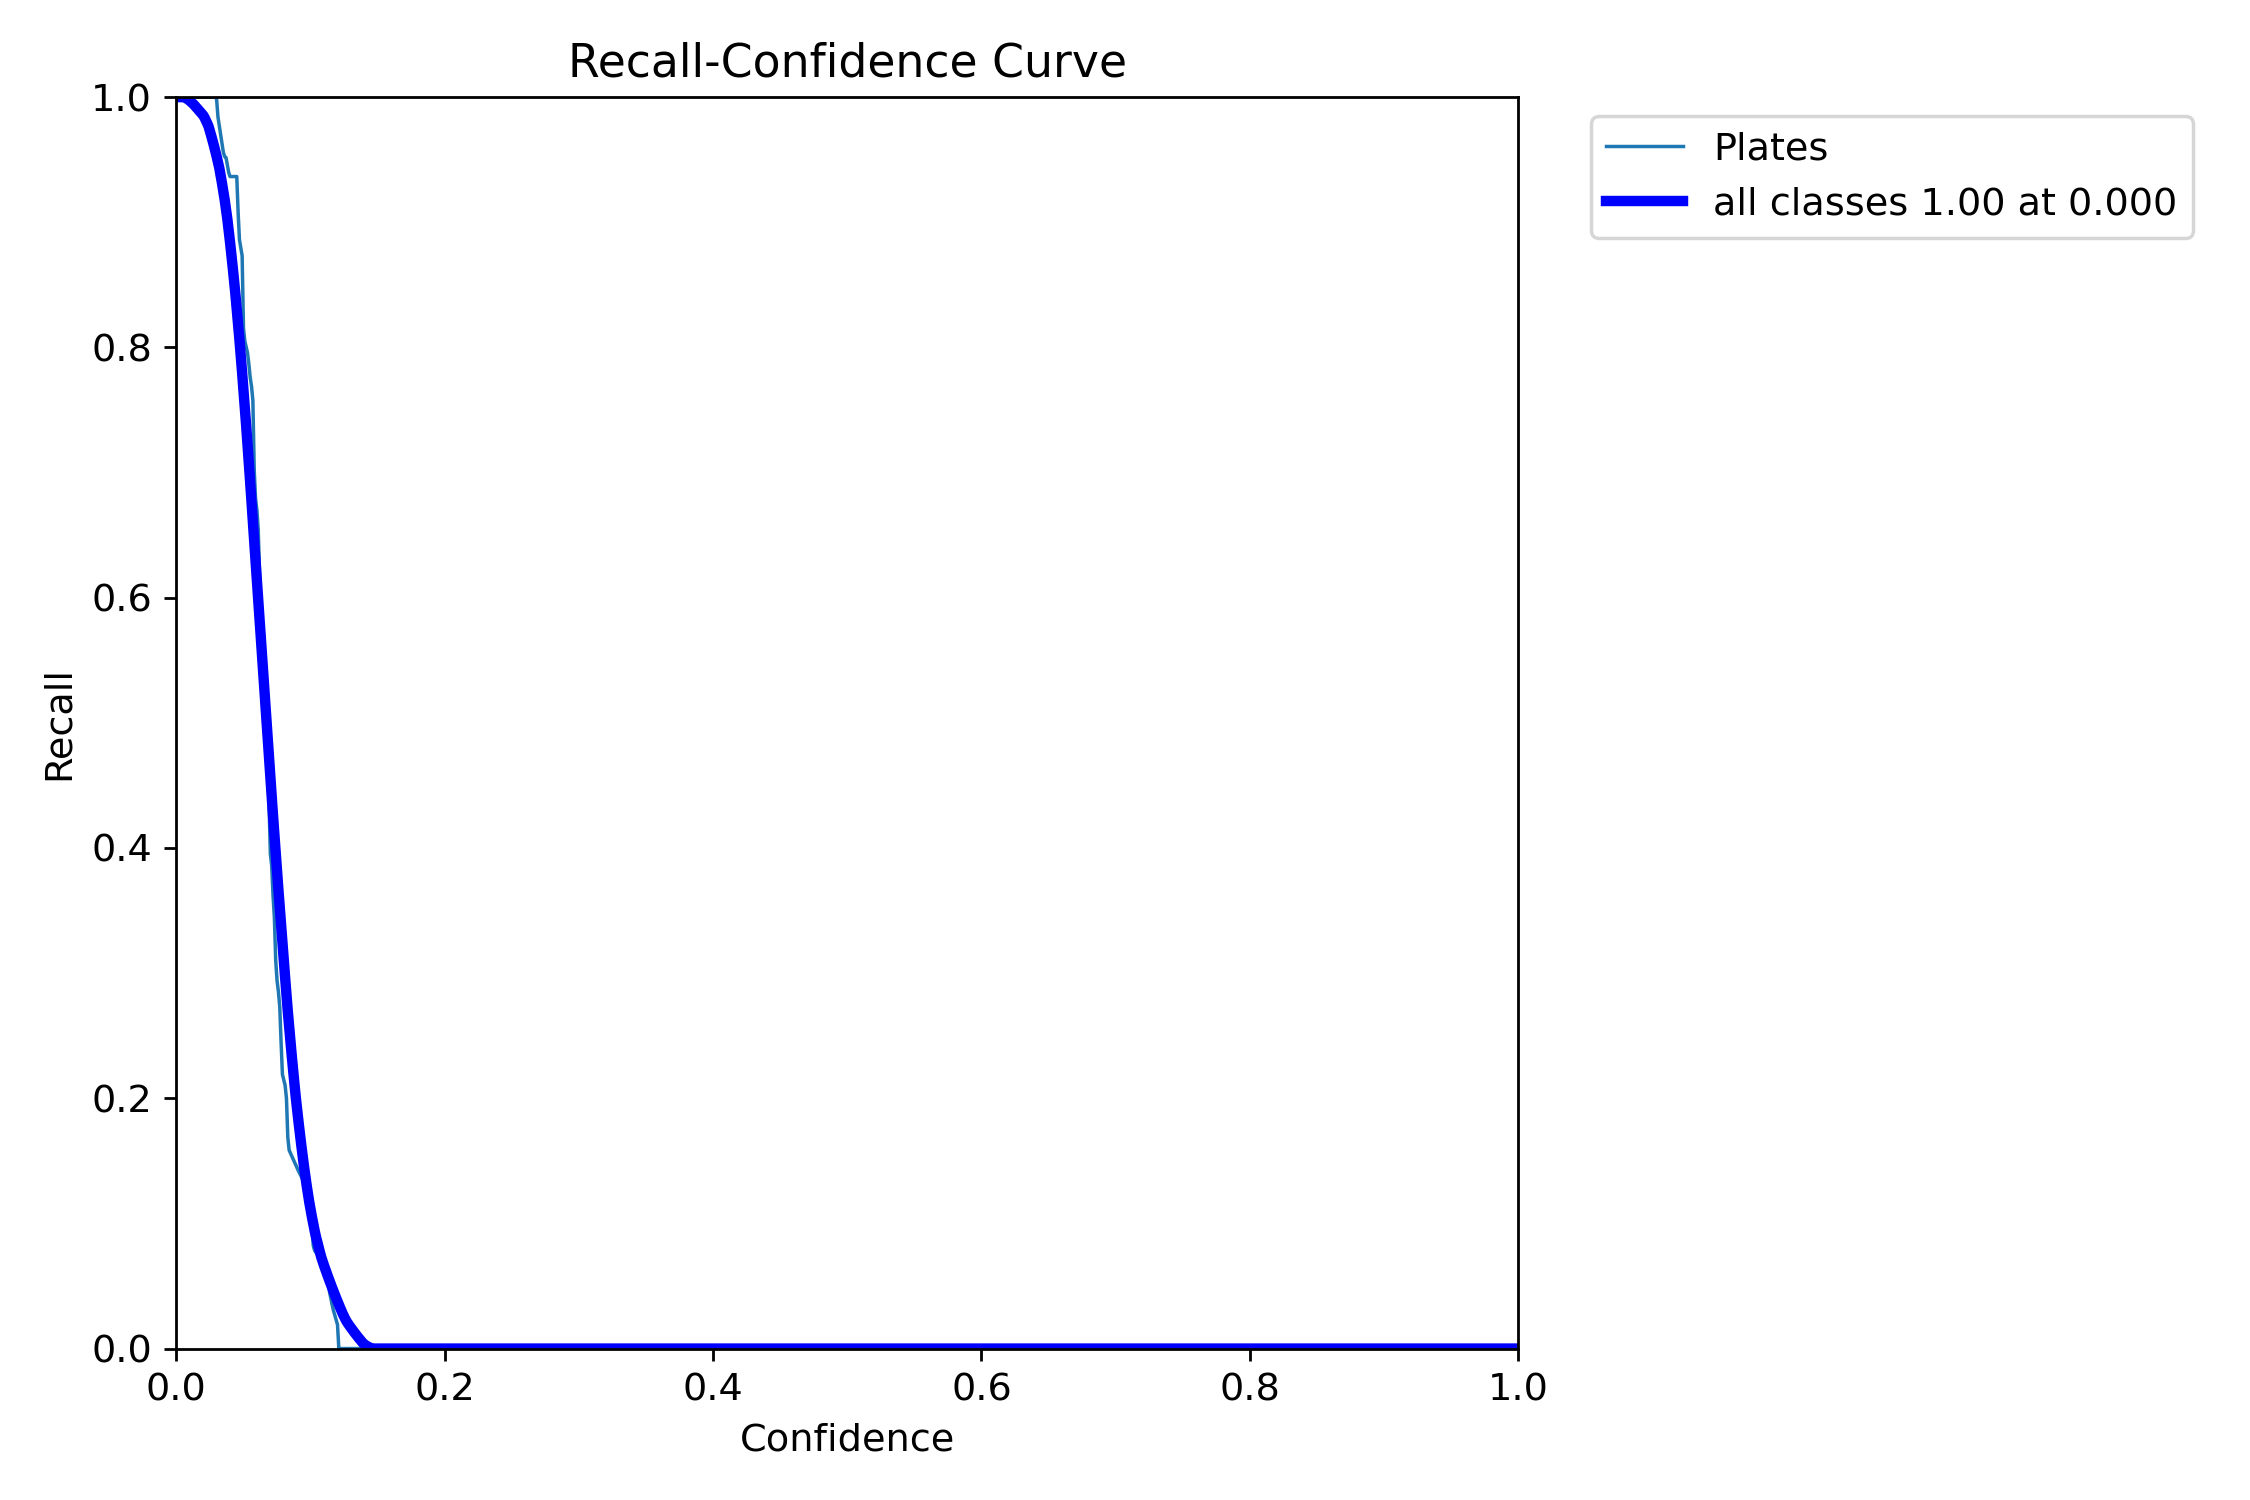 Recall-Confidence Curve
1.0
0.8
0.6
0.4
0.2
0.0
Recall
0.0 0.2 0.4 0.6 0.8 1.0
Confidence
Plates
all classes 1.00 at 0.000